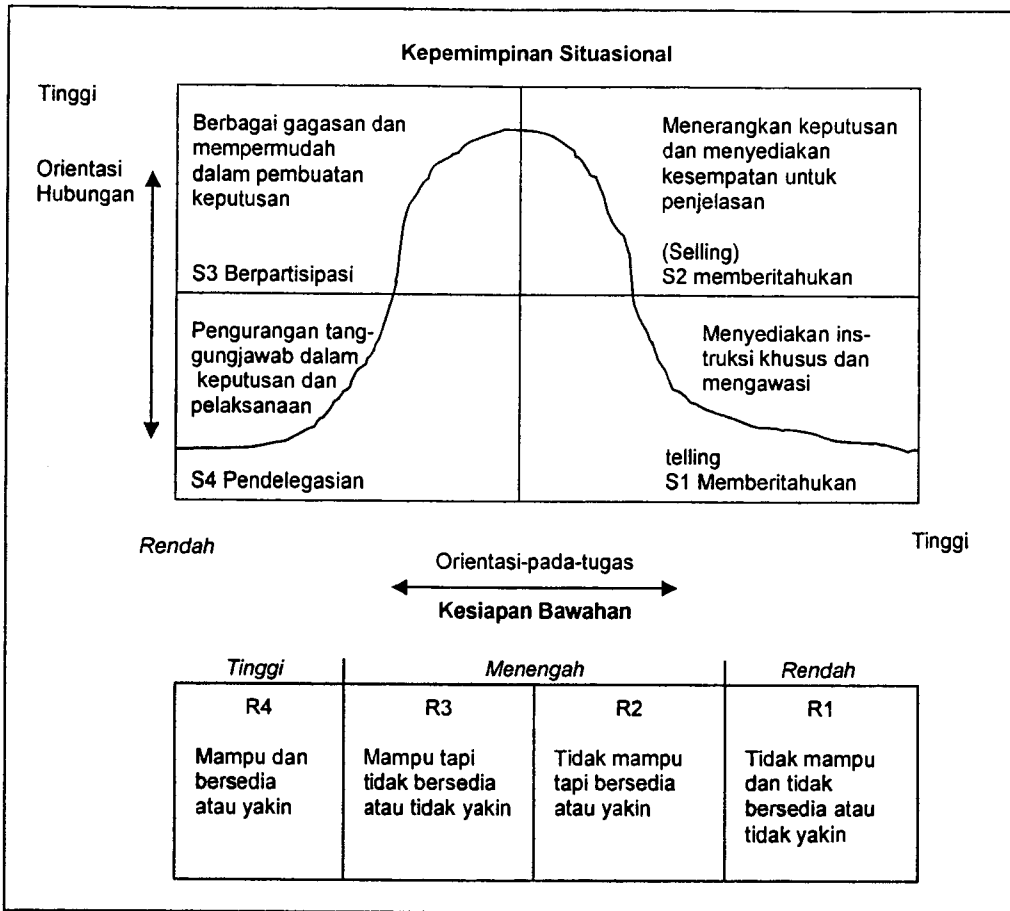 Kepemimpinan Situasional
Tinggi
Orientasi
Hubungan
Berbagai gagasan dan
mempermudah
dalam pembuatan
keputusan
S3 Berpartisipasi
Menerangkan keputusan
dan menyediakan
kesempatan untuk
penjelasan
(Selling)
S2 memberitahukan
Pengurangan tang-
gungjawab dalam
keputusan dan
pelaksanaan
S4 Pendelegasian
Menyediakan ins-
truksi khusus dan
mengawasi
telling
S1 Memberitahukan
Rendah
Tinggi
Orientasi-pada-tugas
Kesiapan Bawahan
Tinggi
Menengah
Rendah
R4
Mampu dan
bersedia
atau yakin
R3
Mampu tapi
tidak bersedia
atau tidak yakin
R2
Tidak mampu
tapi bersedia
atau yakin
R1
Tidak mampu
dan tidak
bersedia atau
tidak yakin